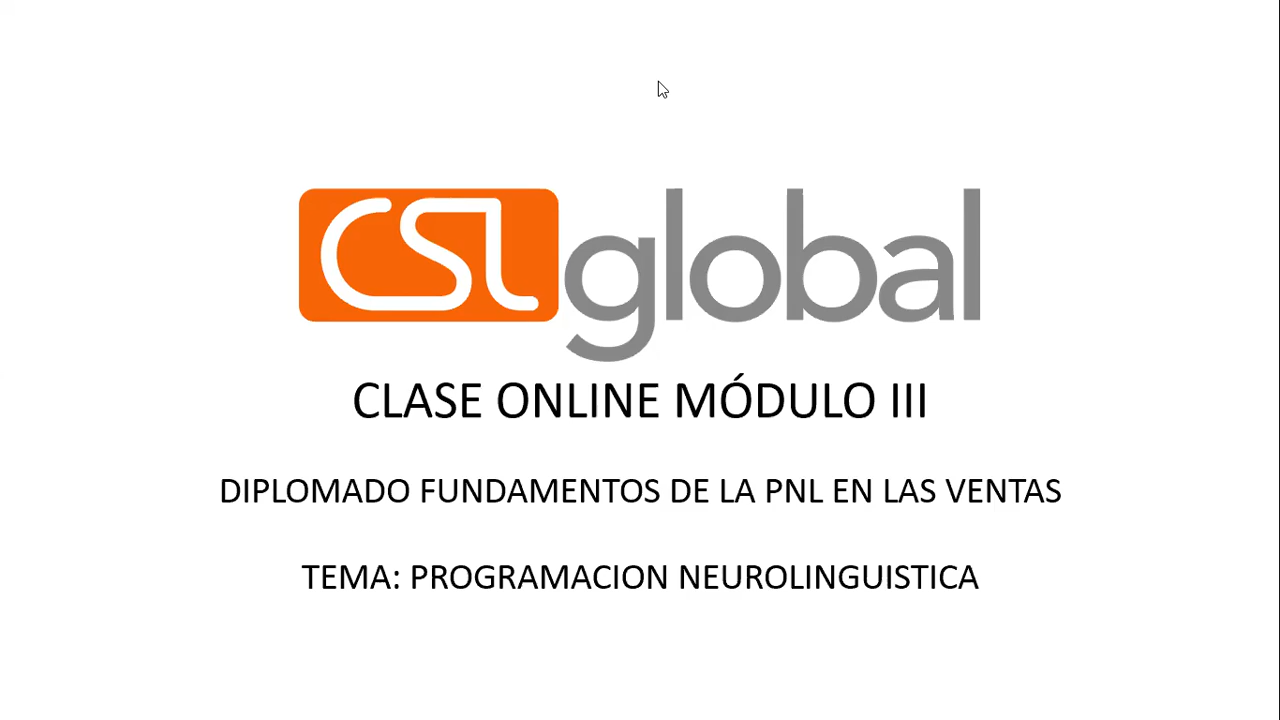 CSL global
CLASE ONLINE MÓDULO III
DIPLOMADO FUNDAMENTOS DE LA PNL EN LAS VENTAS
TEMA: PROGRAMACION NEUROLINGUISTICA